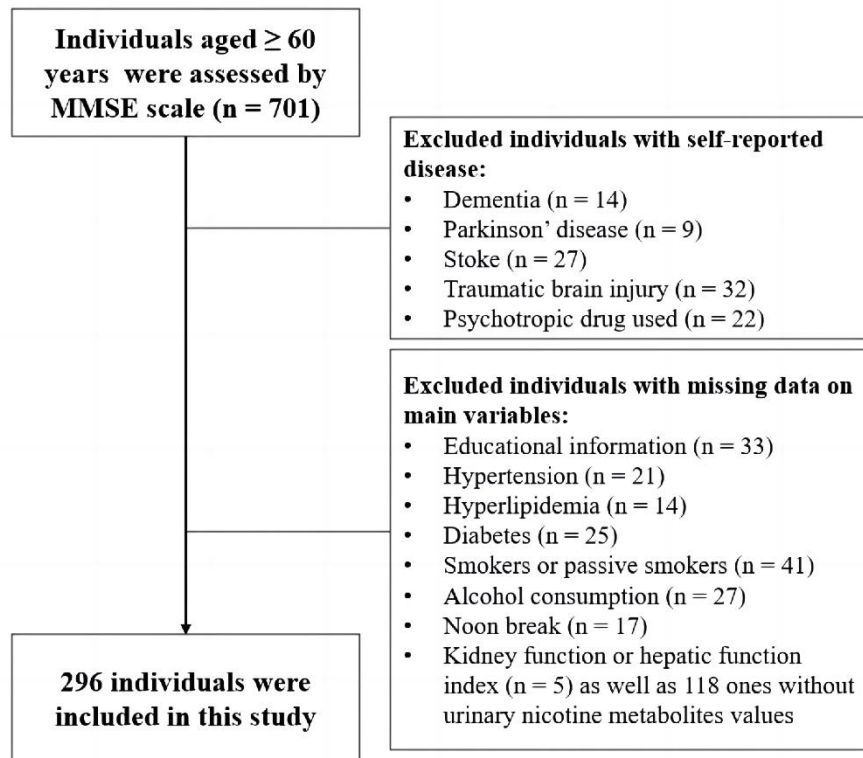 Individuals aged ≥ 60
years were assessed by
MMSE scale (n = 701)
Excluded individuals with self-reported
disease:
• Dementia (n = 14)
• Parkinson’ disease (n = 9)
• Stoke (n = 27)
• Traumatic brain injury (n = 32)
• Psychotropic drug used (n = 22)
Excluded individuals with missing data on
main variables:
• Educational information (n = 33)
• Hypertension (n = 21)
• Hyperlipidemia (n = 14)
• Diabetes (n = 25)
• Smokers or passive smokers (n = 41)
• Alcohol consumption (n = 27)
• Noon break (n = 17)
• Kidney function or hepatic function
index (n = 5) as well as 118 ones without
urinary nicotine metabolites values
296 individuals were
included in this study